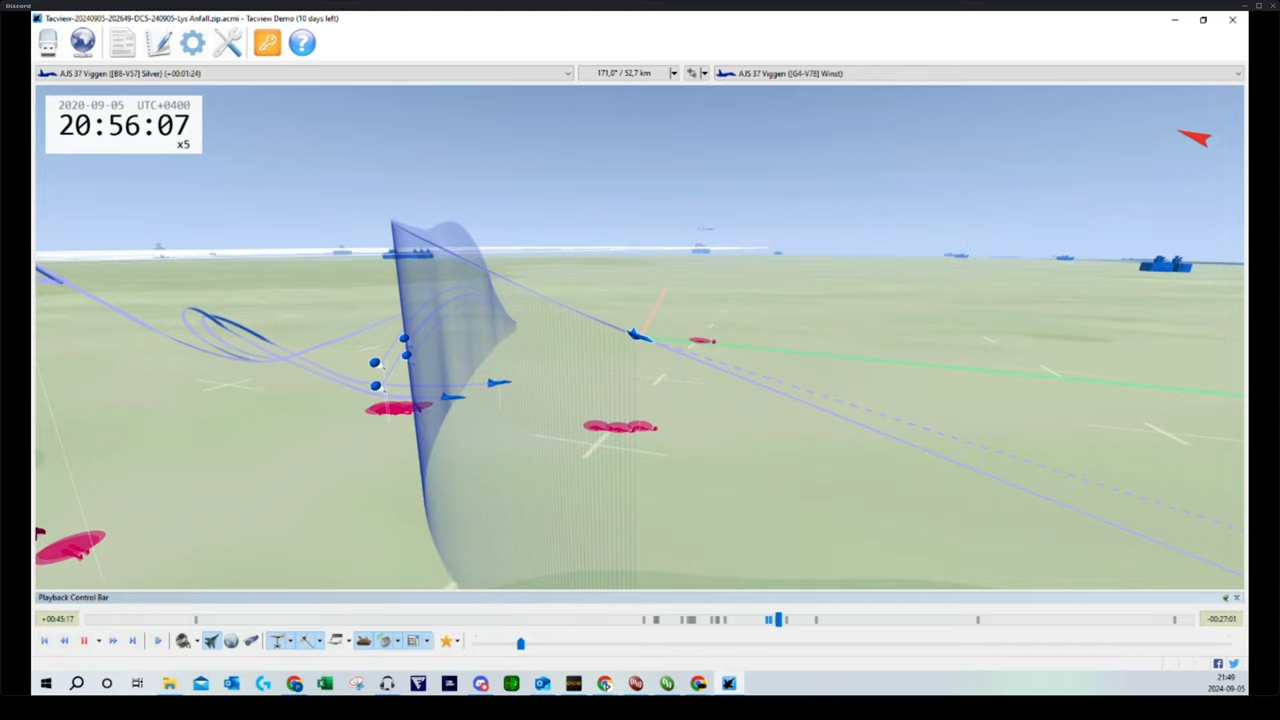 Discord
Tacview-20240905-202649-DCS-240905-Lys Anfall.zip.acmi - Tacview Demo (10 days left)
AJS 37 Viggen ([B8-V57] Silver) (+00:01:24)
171,0° / 52,7 km
AJS 37 Viggen ([G4-V78] Winst)
2020-09-05 UTC+0400
20:56:07
x5
Playback Control Bar
+00:45:17
-00:27:01
21:49
2024-09-05